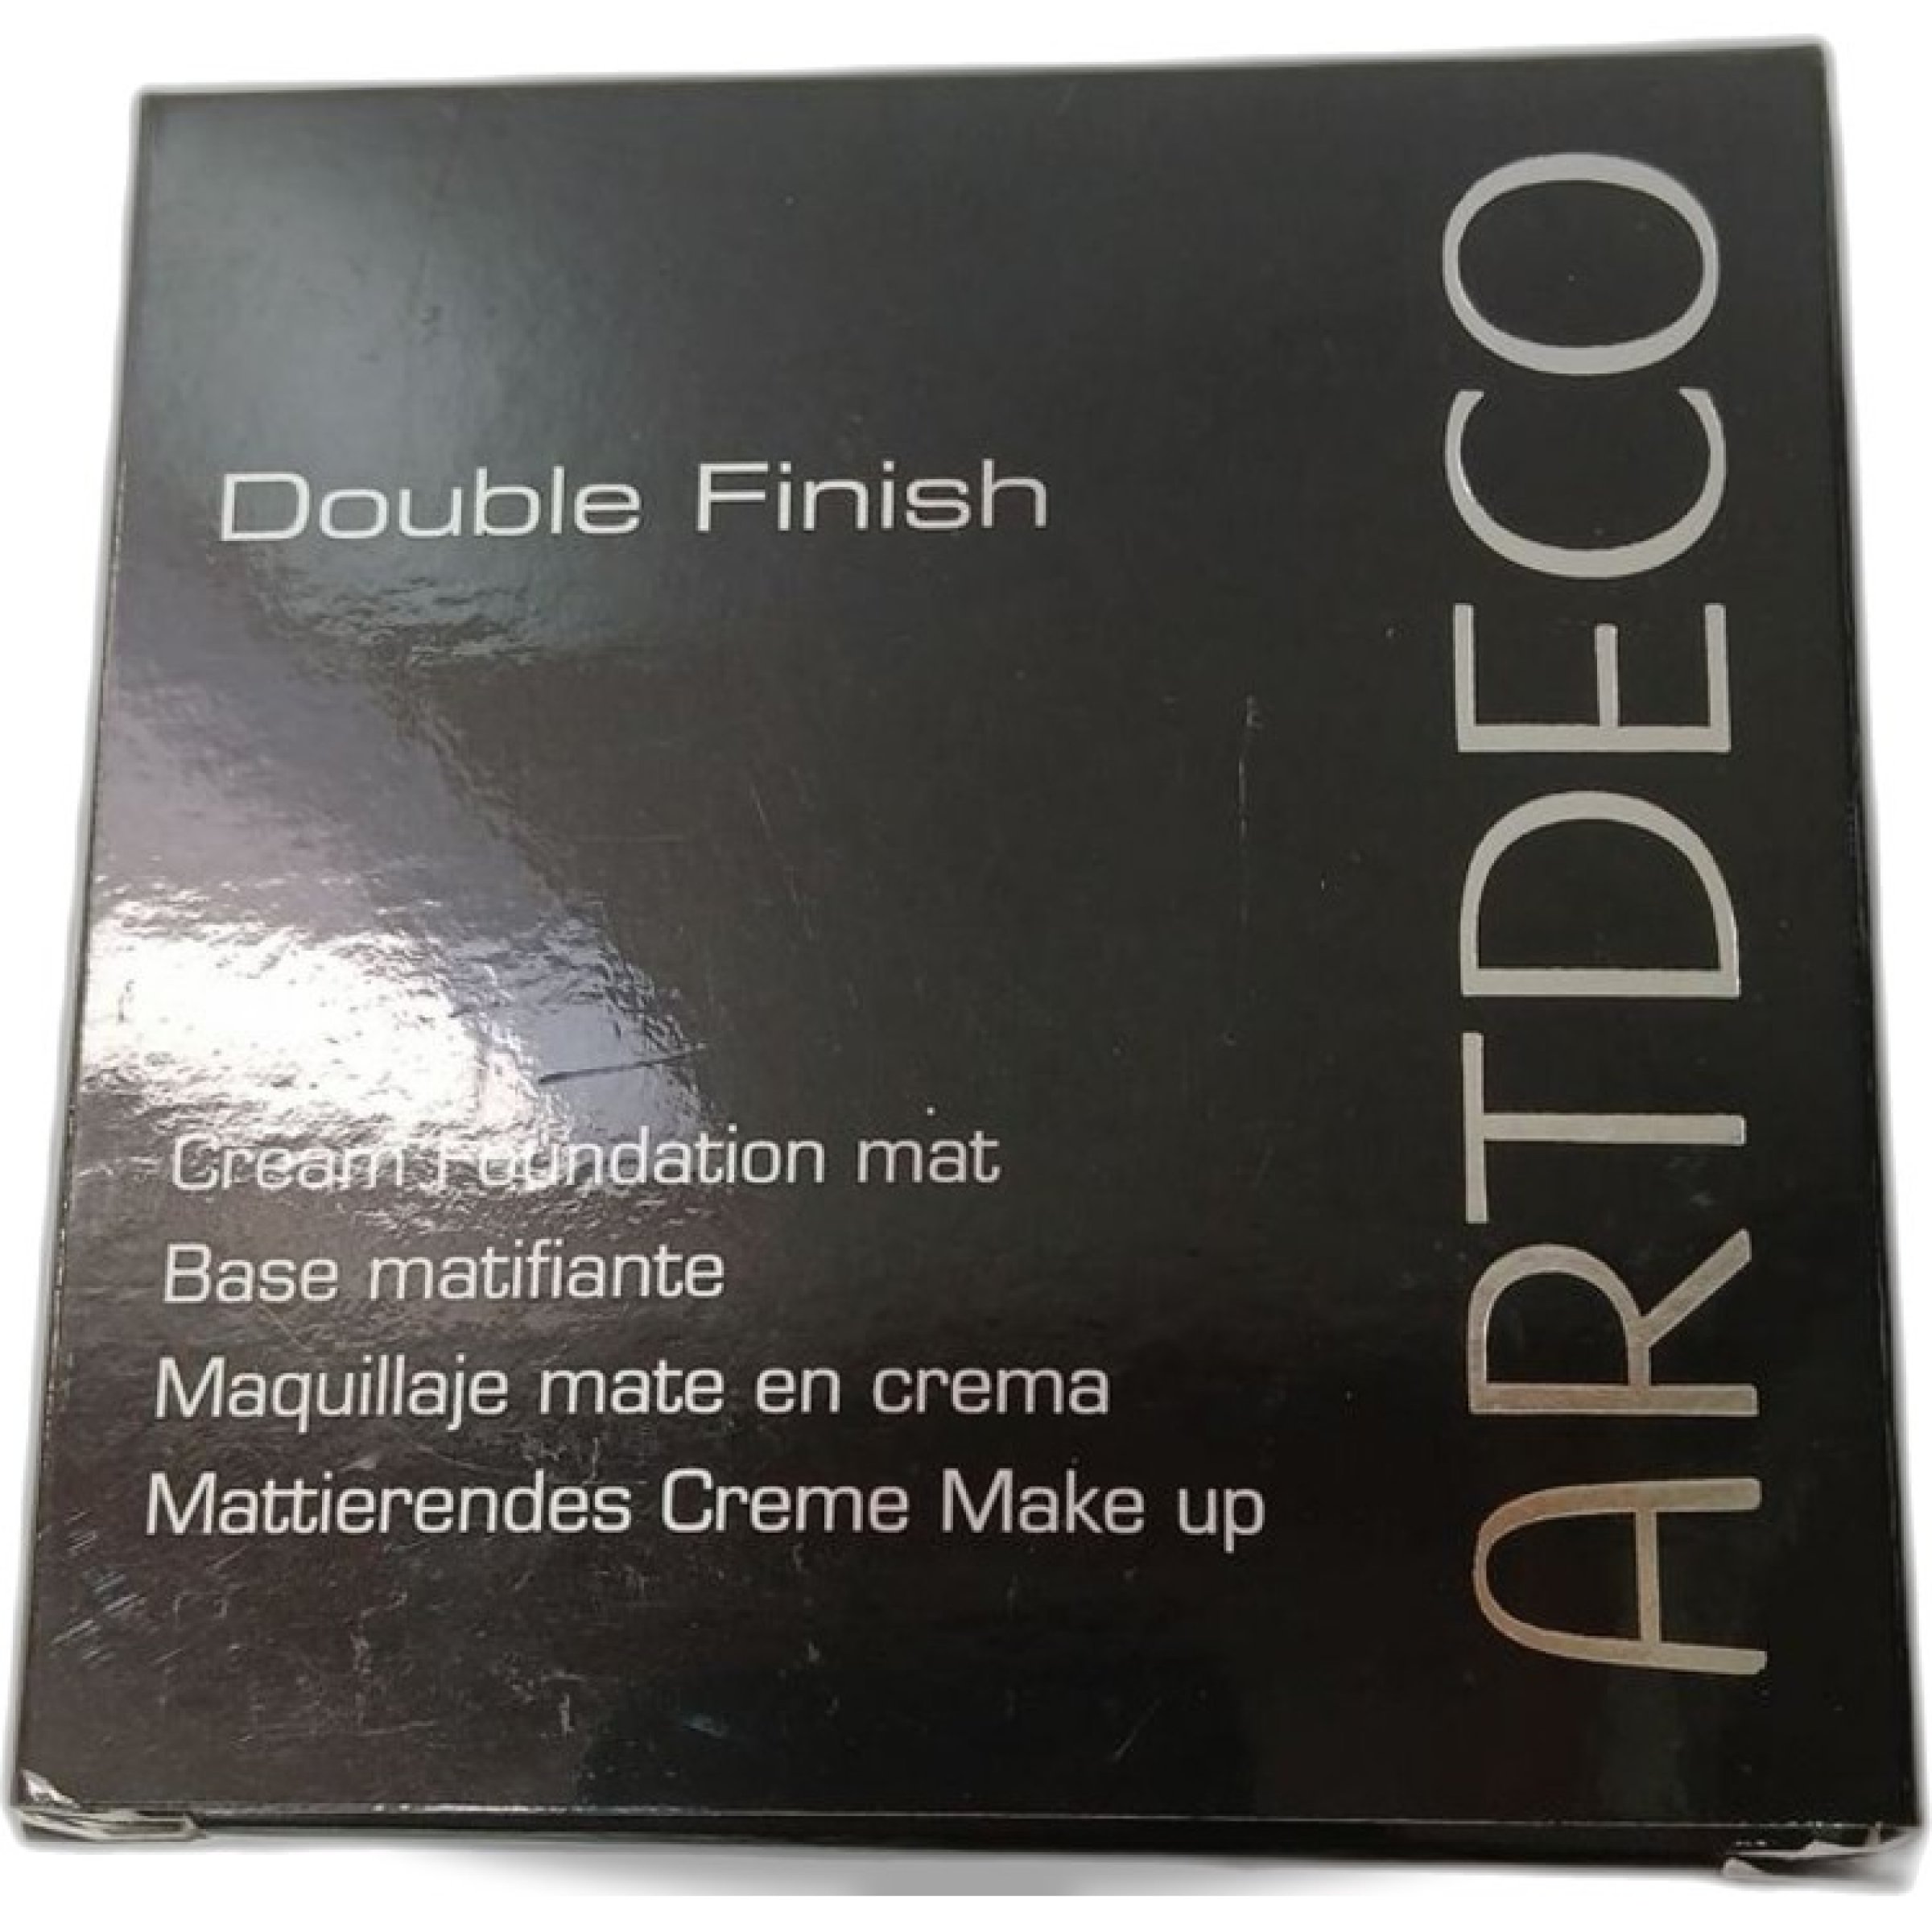 Double Finish
Cream Foundation mat
Base matifiante
Maquillaje mate en crema
Mattierendes Creme Make up
ARTDECO